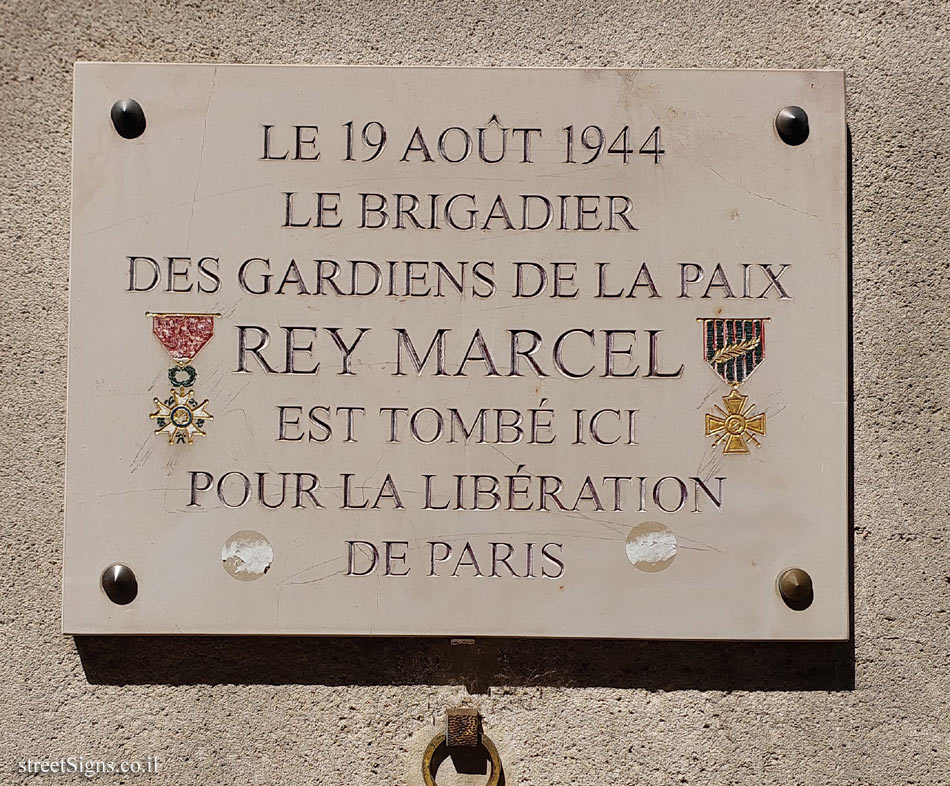 LE 19 AOÛT 1944
LE BRIGADIER
DES GARDIENS DE LA PAIX
REY MARCEL
EST TOMBÉ ICI
POUR LA LIBÉRATION
DE PARIS
streetSigns.co.il